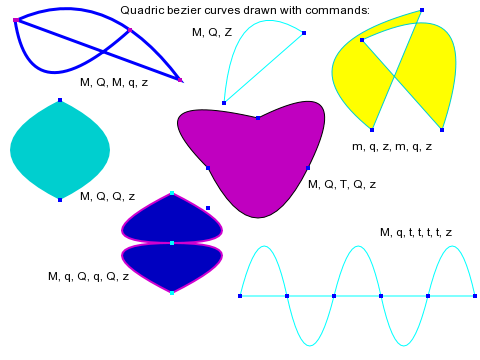 Quadric bezier curves drawn with commands:
M, Q, Z
M, Q, M, q, z
m, q, z, m, q, z
M, Q, Q, z
M, Q, T, Q, z
M, q, t, t, t, t, z
M, q, Q, q, Q, z